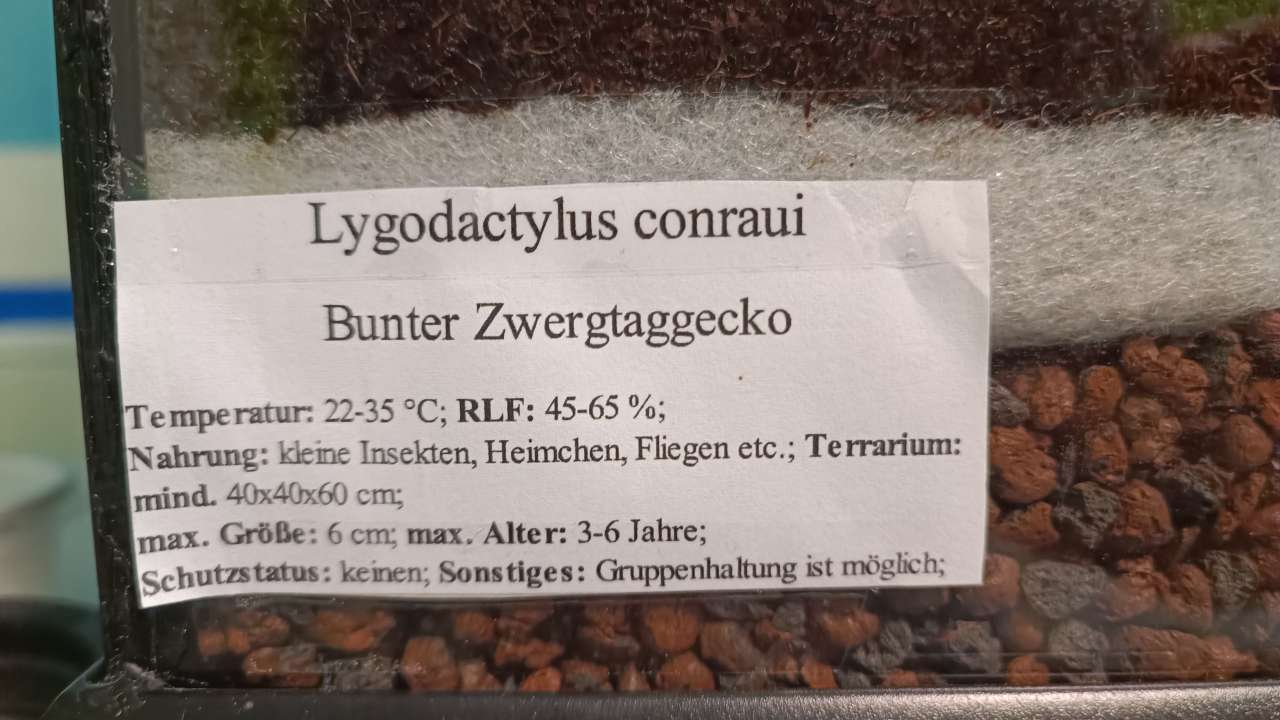 Lygodactylus conraui
Bunter Zwergtaggecko
Temperatur: 22-35 °C; RLF: 45-65 %;
Nahrung: kleine Insekten, Heimchen, Fliegen etc.; Terrarium:
mind. 40x40x60 cm;
max. Größe: 6 cm; max. Alter: 3-6 Jahre;
Schutzstatus: keinen; Sonstiges: Gruppenhaltung ist möglich;